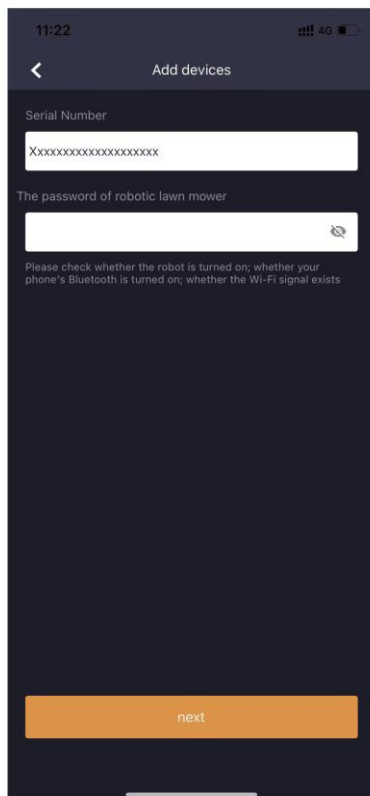 11:22
4G
Add devices
Serial Number
Xxxxxxxxxxxxxxxxxxxx
The password of robotic lawn mower
Please check whether the robot is turned on; whether your
phone's Bluetooth is turned on; whether the Wi-Fi signal exists
next